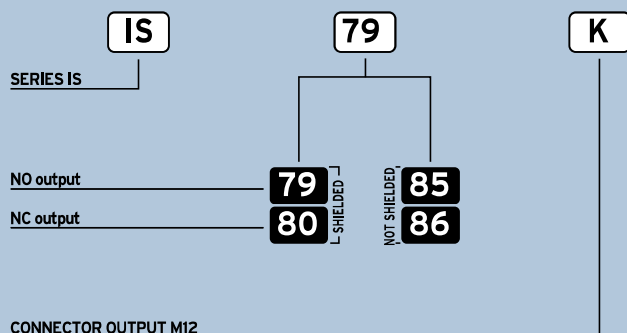 IS 79 K
SERIES IS
NO output 79 SHIELDED NOT SHIELDED 85
NC output 80 86
CONNECTOR OUTPUT M12